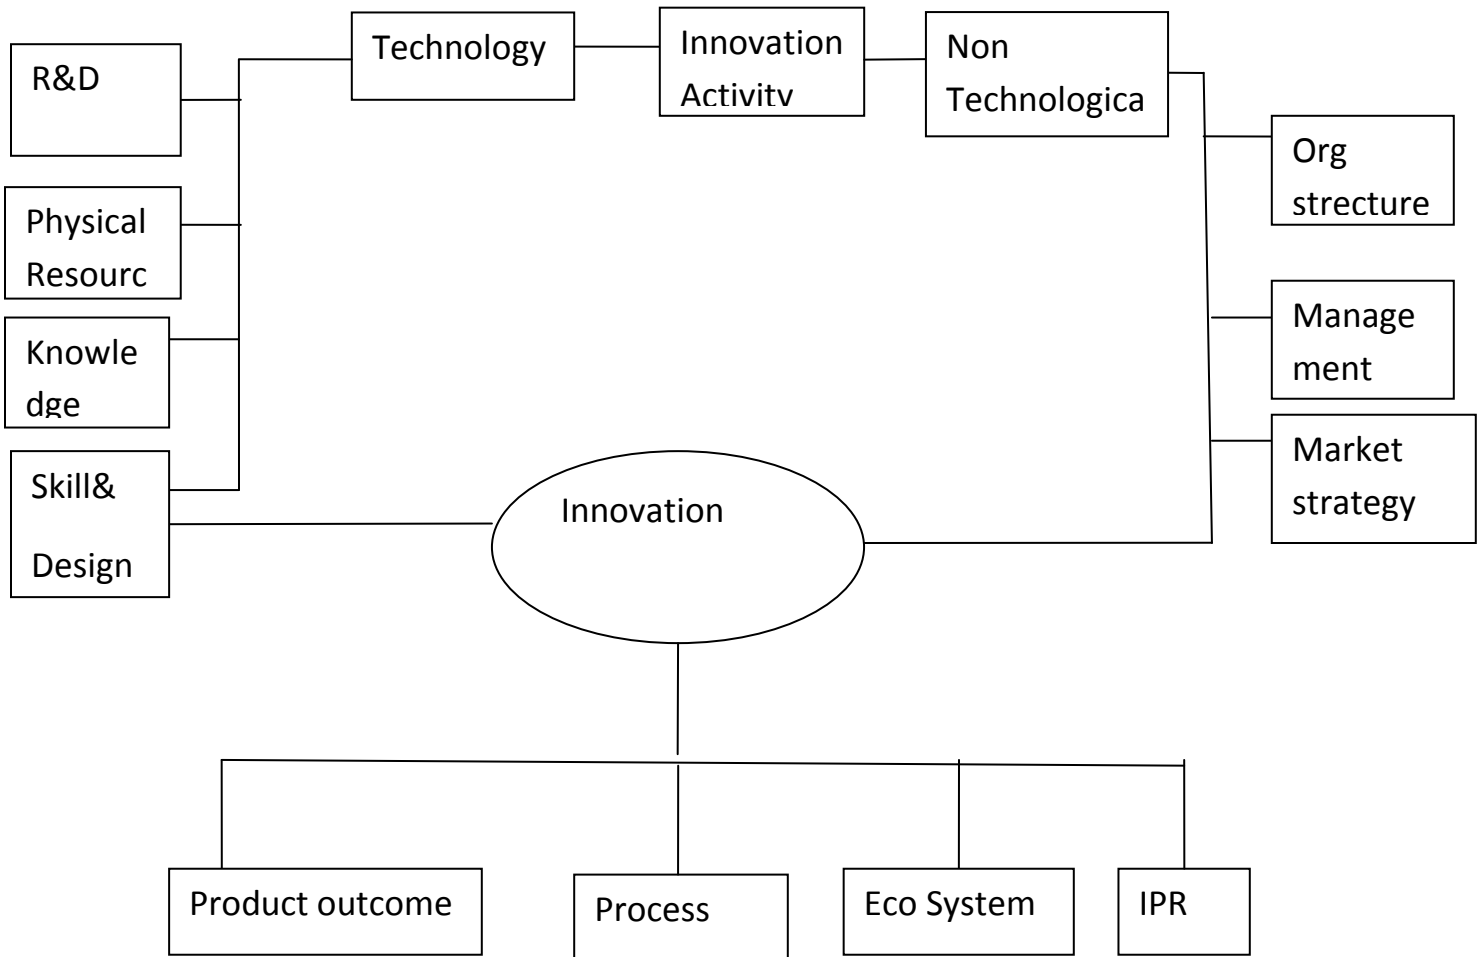 Technology
Innovation
Activity
Non
Technologica
R&D
Physical
Resourc
Knowle
dge
Skill&
Design
Org
strecture
Manage
ment
Market
strategy
Innovation
Product outcome
Process
Eco System
IPR